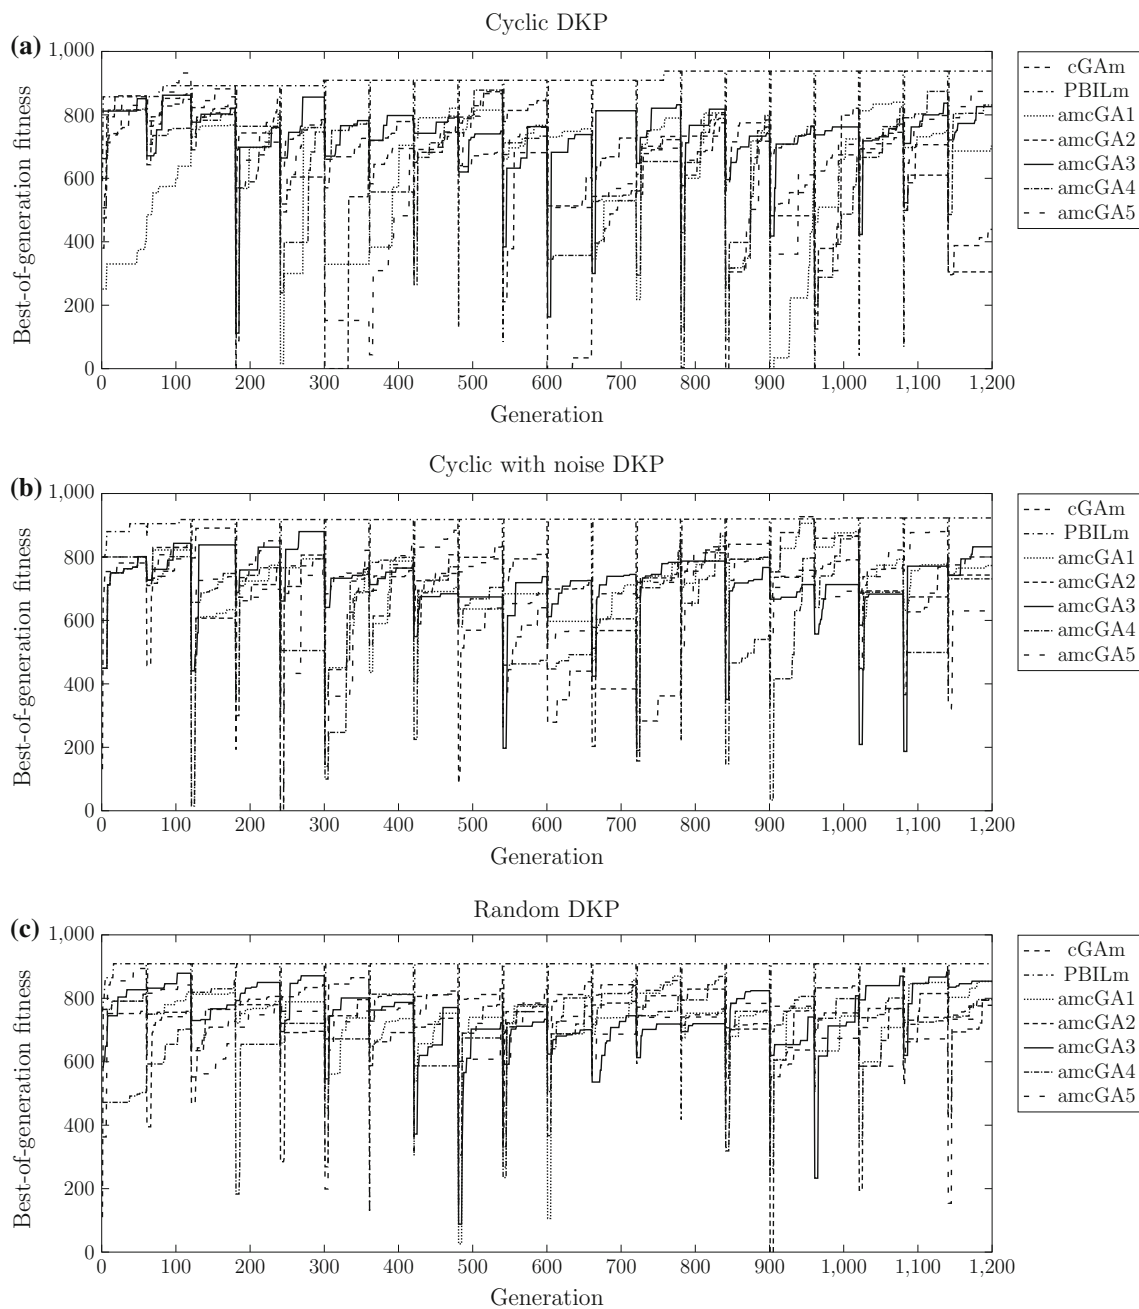 Cyclic DKP
(a)
1,000
800
600
400
200
0
Best-of-generation fitness
0 100 200 300 400 500 600 700 800 900 1,000 1,100 1,200
Generation
cGAm
PBILm
amcGA1
amcGA2
amcGA3
amcGA4
amcGA5
Cyclic with noise DKP
(b)
1,000
800
600
400
200
0
Best-of-generation fitness
0 100 200 300 400 500 600 700 800 900 1,000 1,100 1,200
Generation
cGAm
PBILm
amcGA1
amcGA2
amcGA3
amcGA4
amcGA5
Random DKP
(c)
1,000
800
600
400
200
0
Best-of-generation fitness
0 100 200 300 400 500 600 700 800 900 1,000 1,100 1,200
Generation
cGAm
PBILm
amcGA1
amcGA2
amcGA3
amcGA4
amcGA5